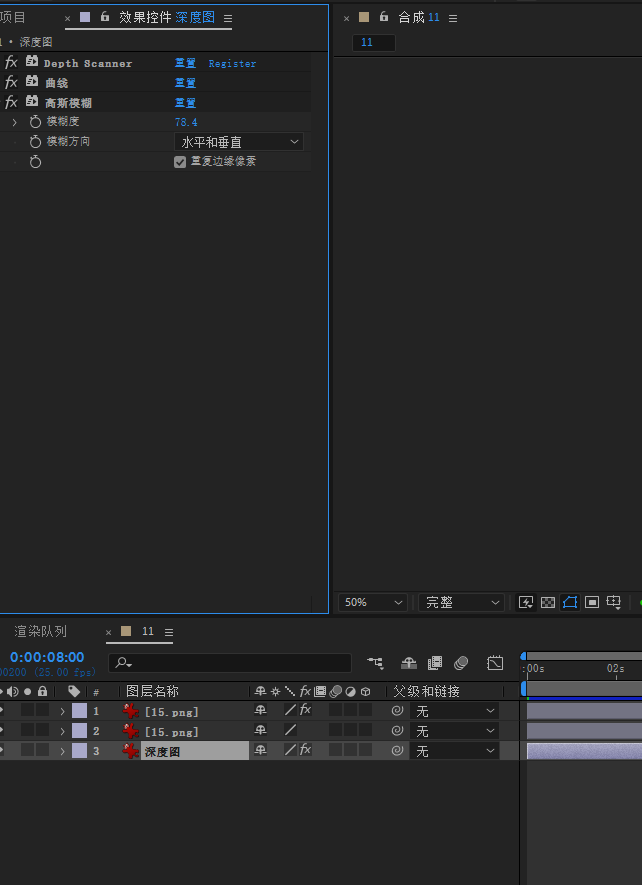 项目
× 效果控件 深度图
× 合成 11
• 深度图
11
fx Depth Scanner 重置 Register
fx 曲线 重置
fx 高斯模糊 重置
模糊度 78.4
模糊方向 水平和垂直
重复边缘像素
50% 完整
渲染队列 × 11
0:00:08:00
00200 (25.00 fps)
:00s 02s
# 图层名称 fx 父级和链接
1 [15.png] fx 无
2 [15.png] 无
3 深度图 fx 无